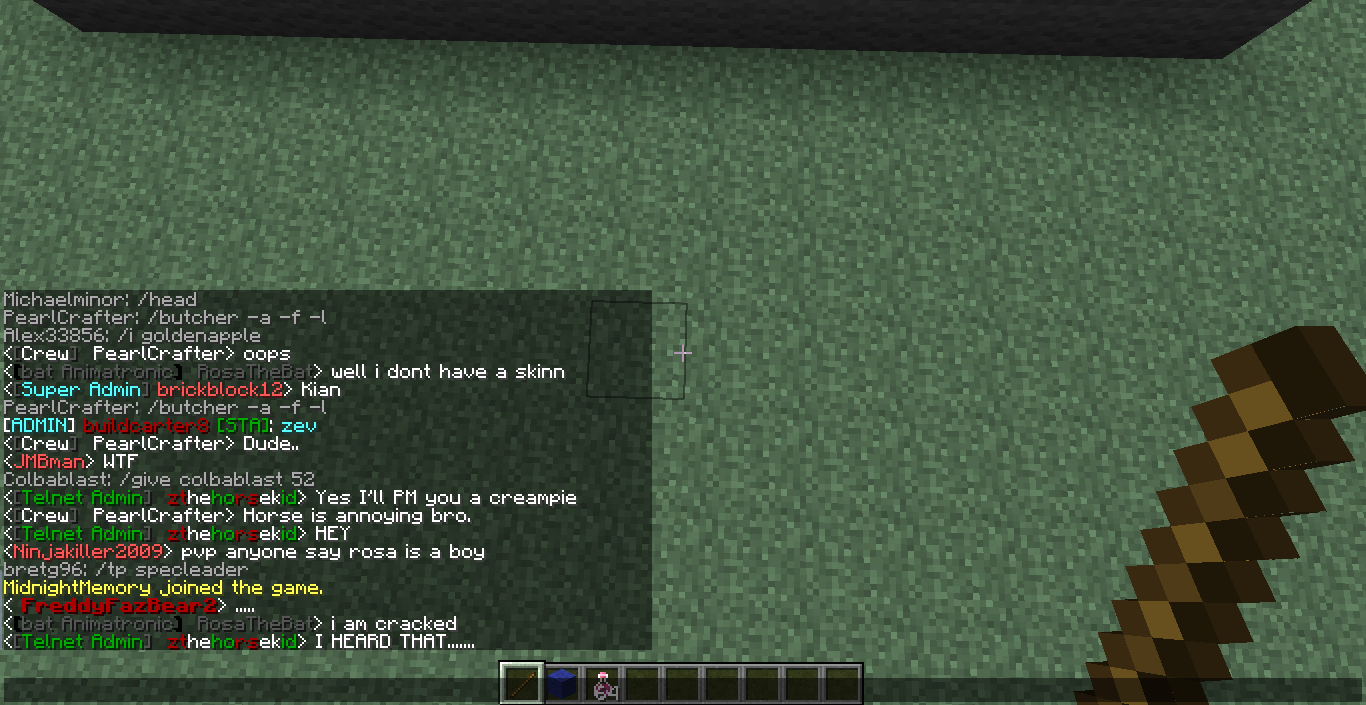 Michaelminor: /head
PearlCrafter: /butcher -a -f -l
Alex33856: /i goldenapple
<[Crew] PearlCrafter> oops
<[bat Animatronic] RosaTheBat> well i dont have a skinn
<[Super Admin] brickblock12> Kian
PearlCrafter: /butcher -a -f -l
[ADMIN] buildcarter8 [STA]: zev
<[Crew] PearlCrafter> Dude..
<JMBman> WTF
Colbablast: /give colbablast 52
<[Telnet Admin] zthehorsekid> Yes I'll PM you a creampie
<[Crew] PearlCrafter> Horse is annoying bro.
<[Telnet Admin] zthehorsekid> HEY
<Ninjakiller2009> pvp anyone say rosa is a boy
bretg96: /tp specleader
MidnightMemory joined the game.
< FreddyFazBear2> .....
<[bat Animatronic] RosaTheBat> i am cracked
<[Telnet Admin] zthehorsekid> I HEARD THAT.......
64